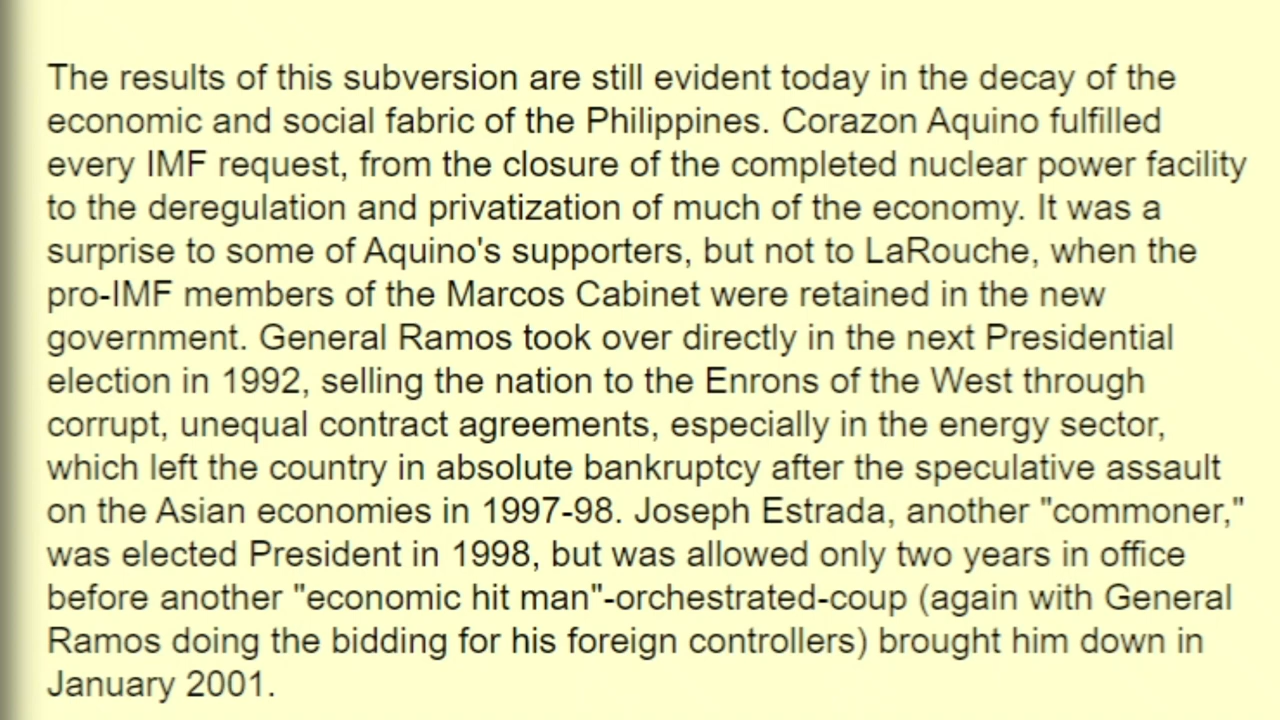 The results of this subversion are still evident today in the decay of the
economic and social fabric of the Philippines. Corazon Aquino fulfilled
every IMF request, from the closure of the completed nuclear power facility
to the deregulation and privatization of much of the economy. It was a
surprise to some of Aquino's supporters, but not to LaRouche, when the
pro-IMF members of the Marcos Cabinet were retained in the new
government. General Ramos took over directly in the next Presidential
election in 1992, selling the nation to the Enrons of the West through
corrupt, unequal contract agreements, especially in the energy sector,
which left the country in absolute bankruptcy after the speculative assault
on the Asian economies in 1997-98. Joseph Estrada, another "commoner,"
was elected President in 1998, but was allowed only two years in office
before another "economic hit man"-orchestrated-coup (again with General
Ramos doing the bidding for his foreign controllers) brought him down in
January 2001.